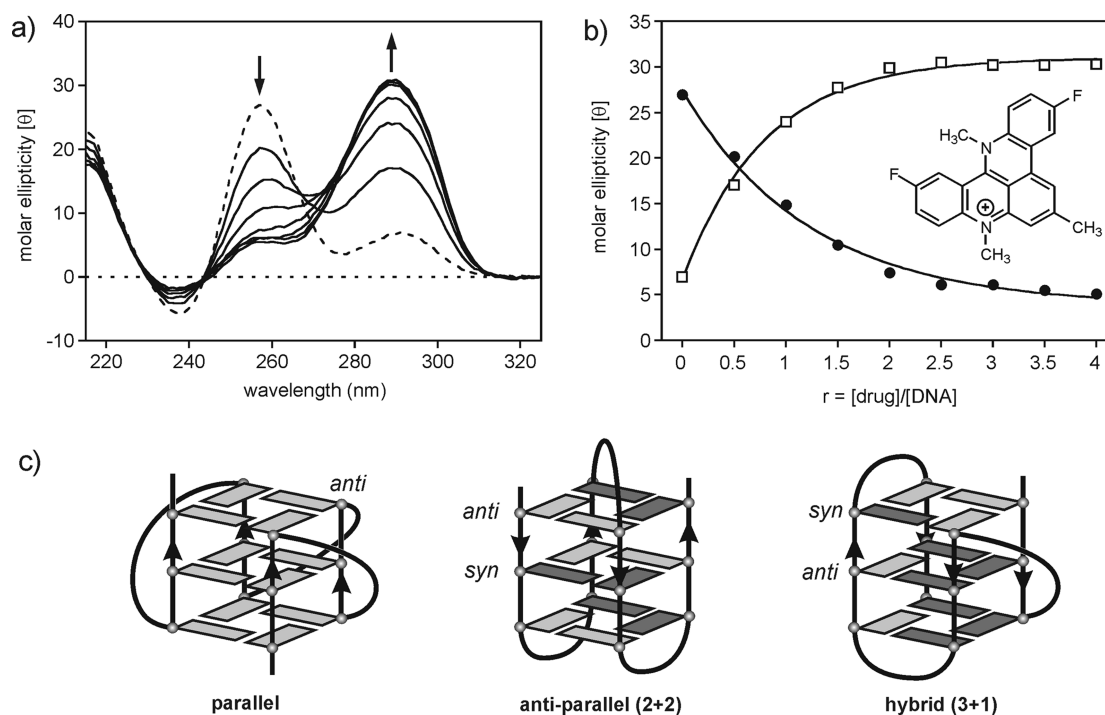 a)
40
30
20
10
0
-10
molar ellipticity [θ]
220
240
260
280
300
320
wavelength (nm)
b)
35
30
25
20
15
10
5
0
molar ellipticity [θ]
0
0.5
1
1.5
2
2.5
3
3.5
4
r = [drug]/[DNA]
F
H₃C
N
F
N
+
CH₃
CH₃
c)
anti
parallel
anti
syn
anti-parallel (2+2)
syn
anti
hybrid (3+1)